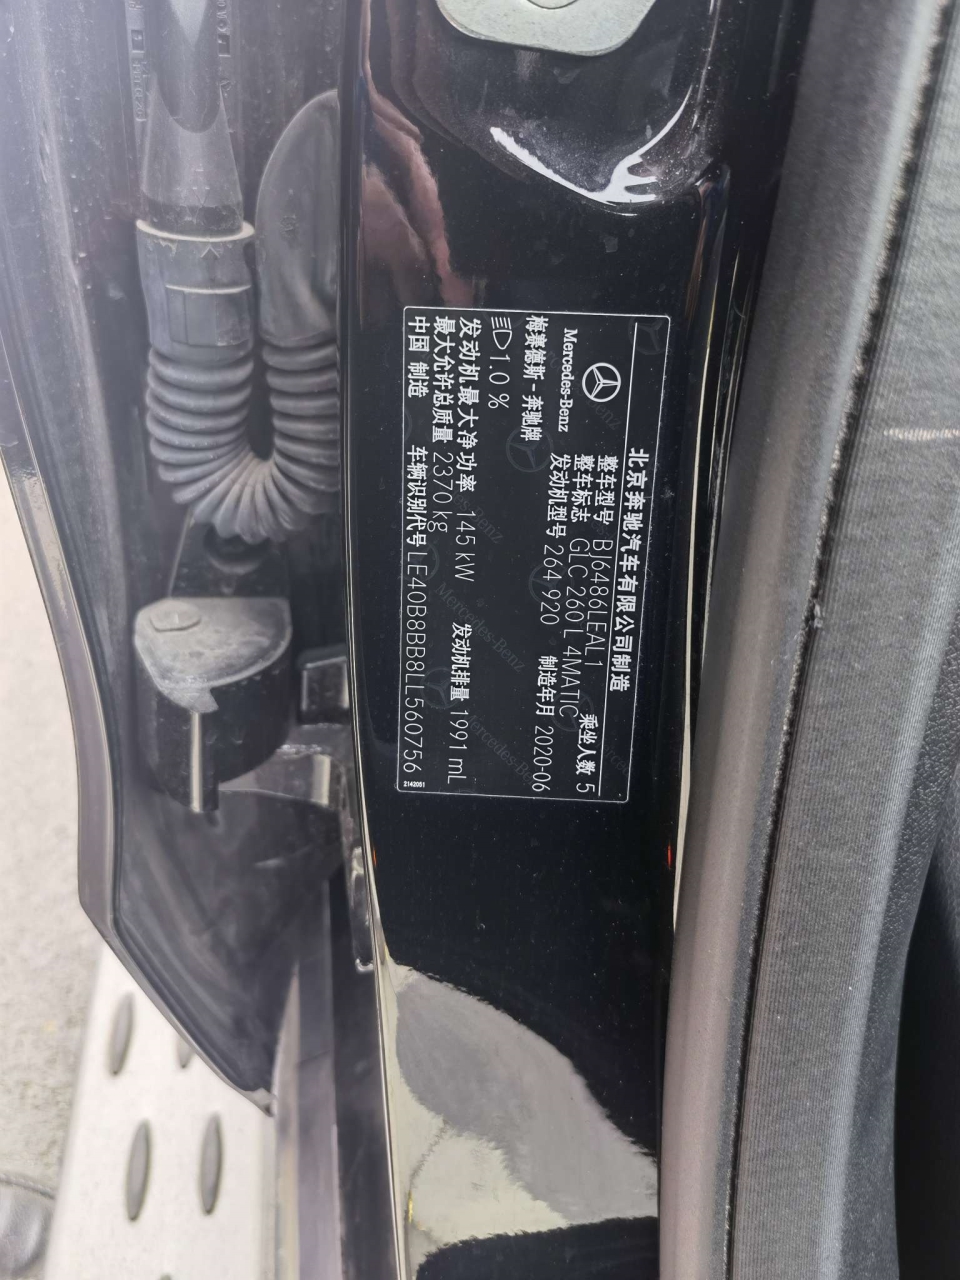 北京奔驰汽车有限公司制造
整车型号 BJ6486LEAL1 乘坐人数 5
整车标志 GLC 260 L 4MATIC
Mercedes-Benz 发动机型号 264 920 制造年月 2020-06
梅赛德斯-奔驰牌
1.0 %
发动机最大净功率 145 kW 发动机排量 1991 mL
最大允许总质量 2370 kg
中国 制造 车辆识别代号 LE40B8BB8LL560756
2142051